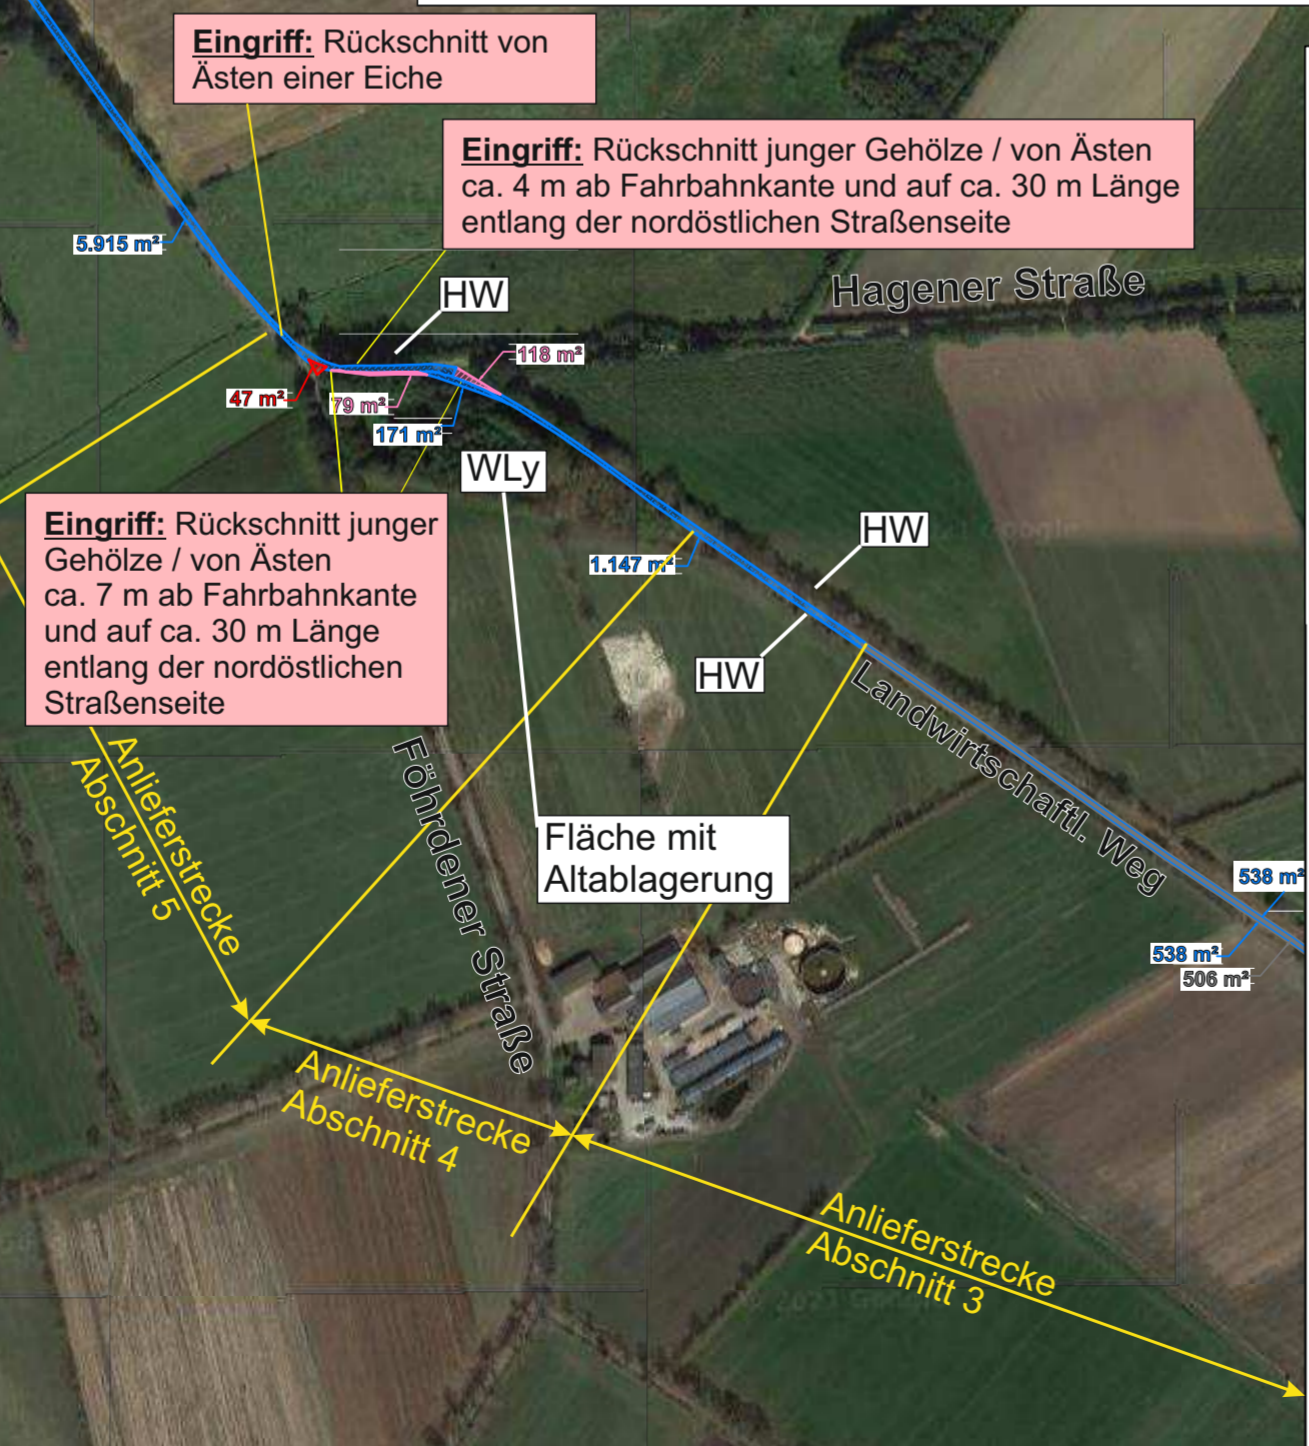 Eingriff: Rückschnitt von
Ästen einer Eiche
Eingriff: Rückschnitt junger Gehölze / von Ästen
ca. 4 m ab Fahrbahnkante und auf ca. 30 m Länge
entlang der nordöstlichen Straßenseite
5.915 m²
HW
Hagener Straße
118 m²
47 m²
79 m²
171 m²
WLy
Eingriff: Rückschnitt junger
Gehölze / von Ästen
ca. 7 m ab Fahrbahnkante
und auf ca. 30 m Länge
entlang der nordöstlichen
Straßenseite
1.147 m²
HW
HW
Landwirtschaftl. Weg
Anlieferstrecke
Abschnitt 5
Föhrdener Straße
Fläche mit
Altablagerung
538 m²
538 m²
506 m²
Anlieferstrecke
Abschnitt 4
Anlieferstrecke
Abschnitt 3